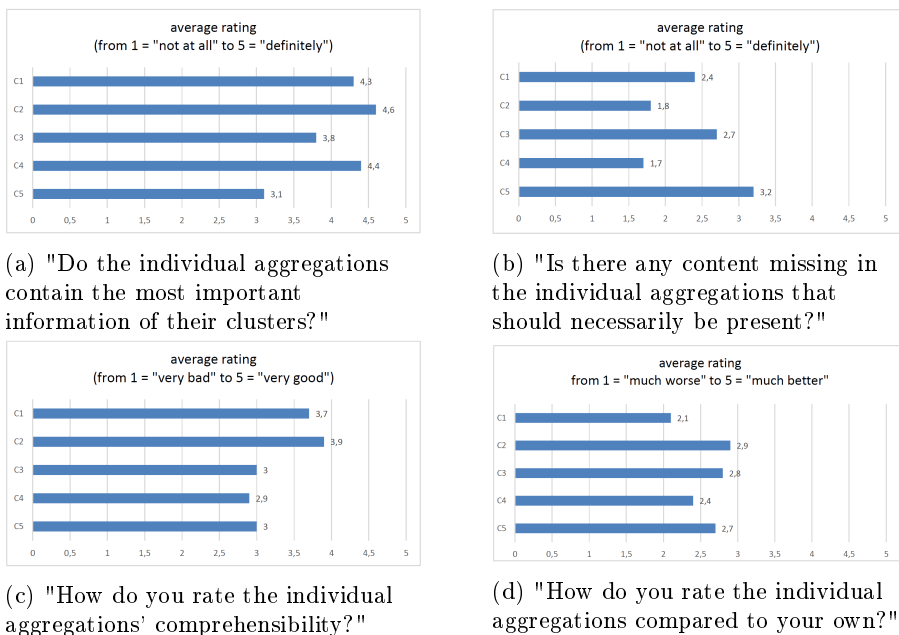 average rating
(from 1 = "not at all" to 5 = "definitely")
C1 4,3
C2 4,6
C3 3,8
C4 4,4
C5 3,1
0 0,5 1 1,5 2 2,5 3 3,5 4 4,5 5
(a) "Do the individual aggregations
contain the most important
information of their clusters?"
average rating
(from 1 = "not at all" to 5 = "definitely")
C1 2,4
C2 1,8
C3 2,7
C4 1,7
C5 3,2
0 0,5 1 1,5 2 2,5 3 3,5 4 4,5 5
(b) "Is there any content missing in
the individual aggregations that
should necessarily be present?"
average rating
(from 1 = "very bad" to 5 = "very good")
C1 3,7
C2 3,9
C3 3
C4 2,9
C5 3
0 0,5 1 1,5 2 2,5 3 3,5 4 4,5 5
(c) "How do you rate the individual
aggregations' comprehensibility?"
average rating
from 1 = "much worse" to 5 = "much better"
C1 2,1
C2 2,9
C3 2,8
C4 2,4
C5 2,7
0 0,5 1 1,5 2 2,5 3 3,5 4 4,5 5
(d) "How do you rate the individual
aggregations compared to your own?"